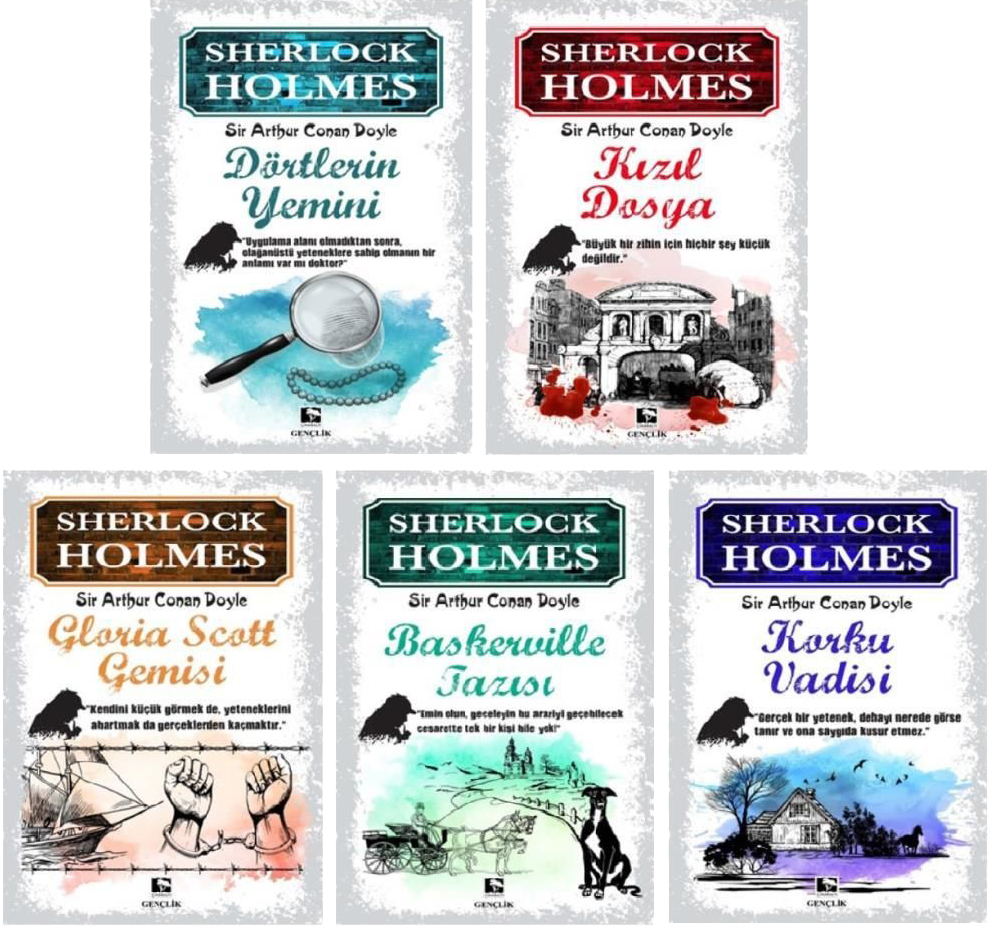 SHERLOCK
HOLMES
Sir Arthur Conan Doyle
Dörtlerin
Yemini
"Uygulama alanı olmadıktan sonra,
olağanüstü yeteneklere sahip olmanın bir
anlamı var mı doktor?"
GENÇLİK
SHERLOCK
HOLMES
Sir Arthur Conan Doyle
Kızıl
Dosya
"Büyük bir zihin için hiçbir şey küçük
değildir."
GENÇLİK
SHERLOCK
HOLMES
Sir Arthur Conan Doyle
Gloria Scott
Gemisi
"Kendini küçük görmek de, yeteneklerini
abartmak da gerçeklerden kaçmaktır."
GENÇLİK
SHERLOCK
HOLMES
Sir Arthur Conan Doyle
Baskerville
Tazısı
"Emin olun, geceleyin bu araziyi geçebilecek
cesarette tek bir kişi bile yok!"
GENÇLİK
SHERLOCK
HOLMES
Sir Arthur Conan Doyle
Korku
Vadisi
"Gerçek bir yetenek, dehayı nerede görse
tanır ve ona saygıda kusur etmez."
GENÇLİK